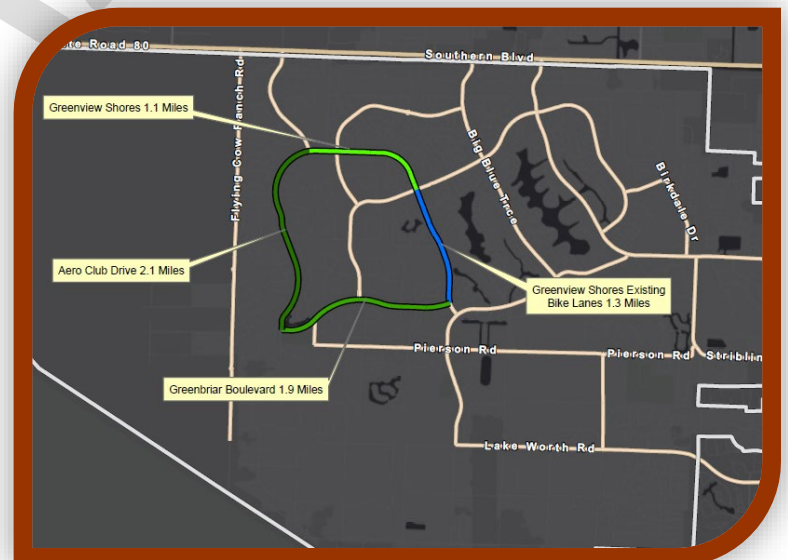 te Road 80
Southern Blvd
Greenview Shores 1.1 Miles
Flying Cow Ranch Rd
Big Blue Trce
Birkdale Dr
Aero Club Drive 2.1 Miles
Greenview Shores Existing
Bike Lanes 1.3 Miles
Pierson Rd
Pierson Rd
Striblin
Greenbriar Boulevard 1.9 Miles
Lake Worth Rd